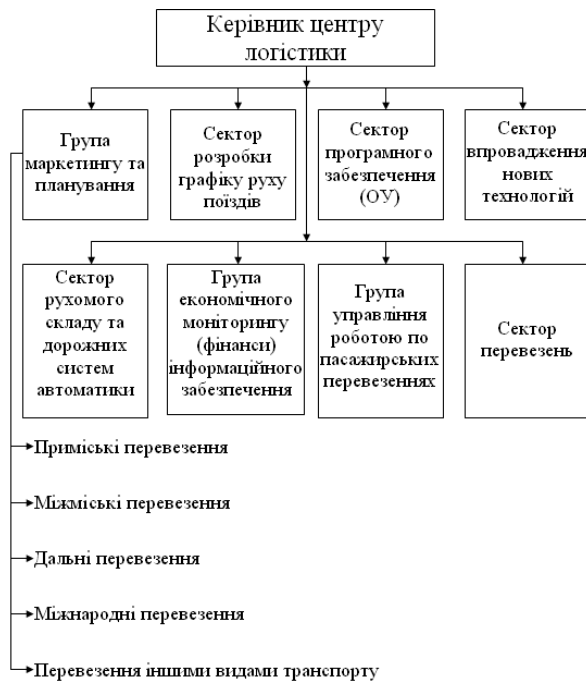 Керівник центру
логістики
Група
маркетингу та
планування
Сектор
розробки
графіку руху
поїздів
Сектор
програмного
забезпечення
(ОУ)
Сектор
впровадження
нових
технологій
Сектор
рухомого
складу та
дорожних
систем
автоматики
Група
економічного
моніторингу
(фінанси)
інформаційного
забезпечення
Група
управління
роботою по
пасажирських
перевезеннях
Сектор
перевезень
Приміські перевезення
Міжміські перевезення
Дальні перевезення
Міжнародні перевезення
Перевезення іншими видами транспорту